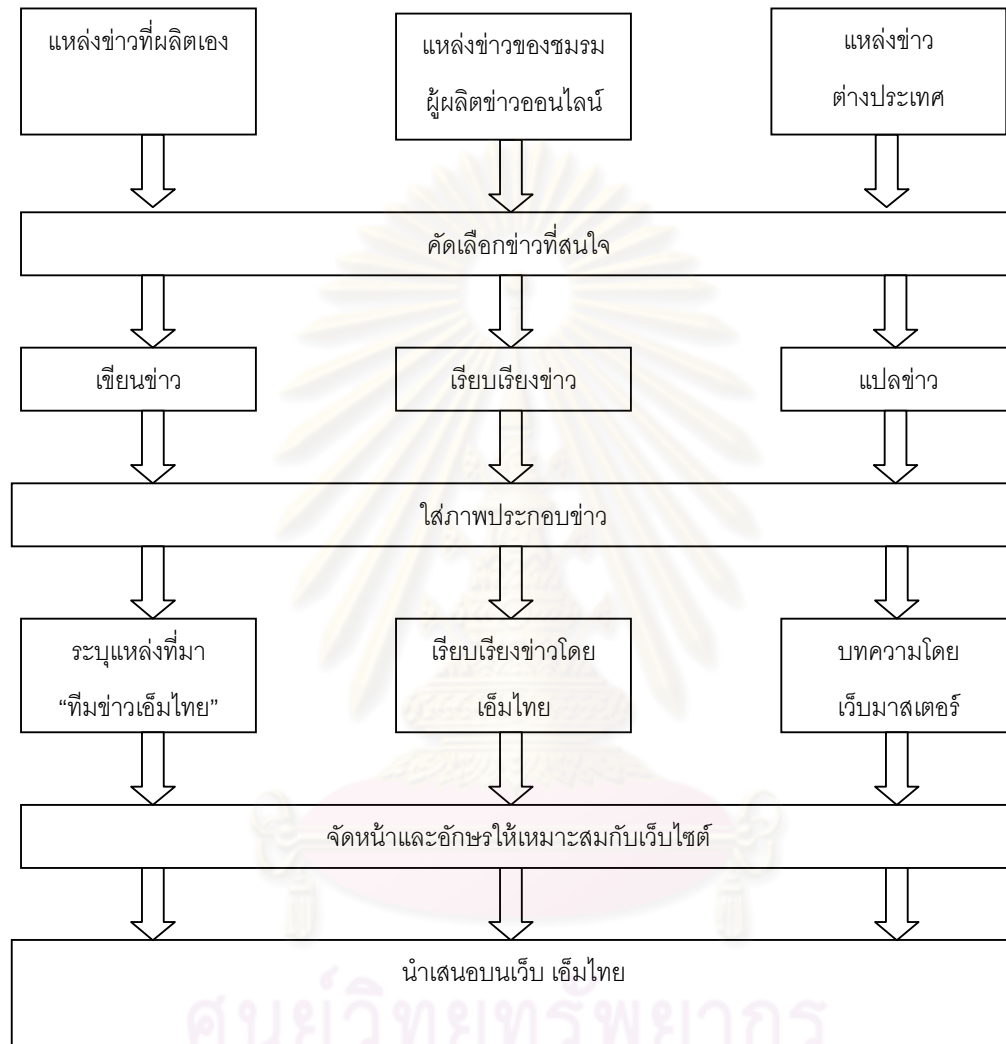 แหล่งข่าวที่ผลิตเอง
แหล่งข่าวของชมรม
ผู้ผลิตข่าวออนไลน์
แหล่งข่าว
ต่างประเทศ
คัดเลือกข่าวที่สนใจ
เขียนข่าว
เรียบเรียงข่าว
แปลข่าว
ใส่ภาพประกอบข่าว
ระบุแหล่งที่มา
“ทีมข่าวเอ็มไทย”
เรียบเรียงข่าวโดย
เอ็มไทย
บทความโดย
เว็บมาสเตอร์
จัดหน้าและอักษรให้เหมาะสมกับเว็บไซต์
นำเสนอบนเว็บ เอ็มไทย
ศูนย์วิทยทรัพยากร